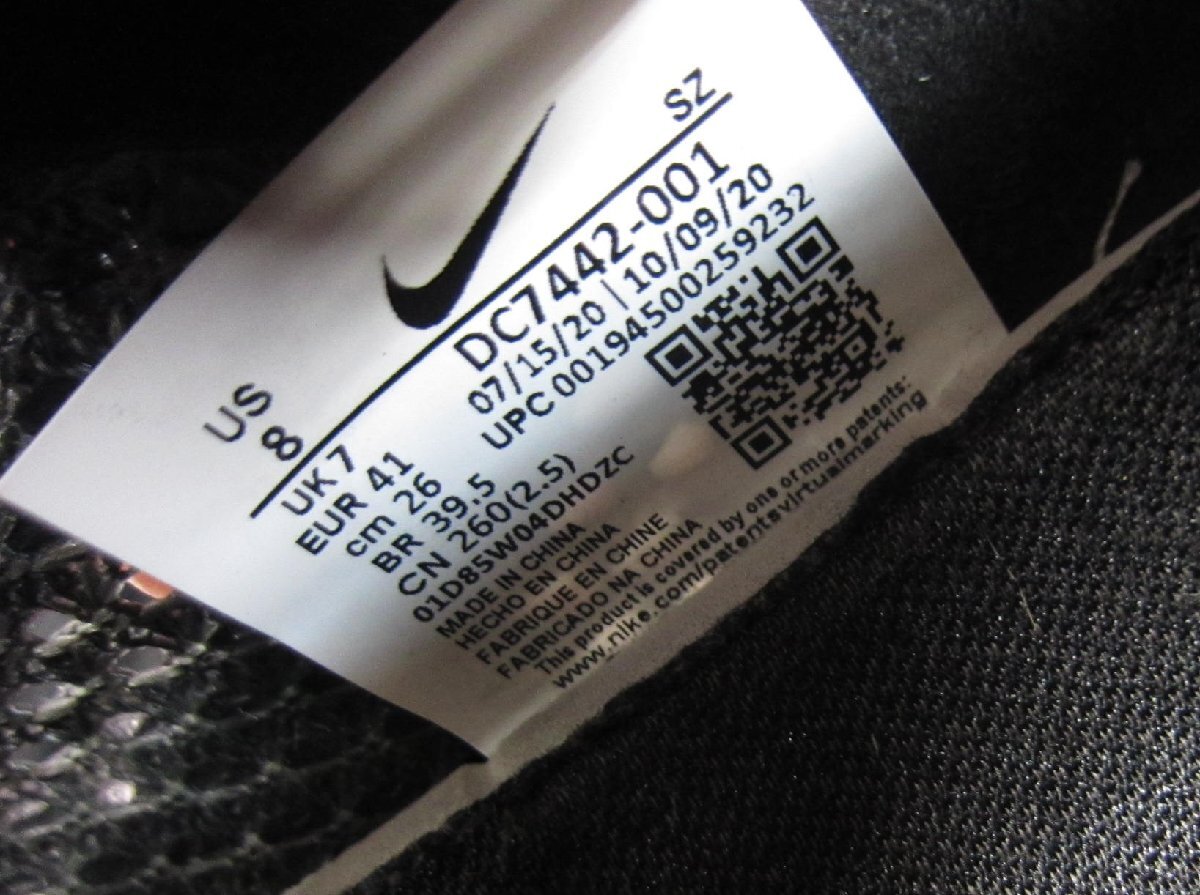 SZ
US
8
DC7442-001
07/15/20 | 10/09/20
UPC 00194500259232
UK 7
EUR 41
cm 26
BR 39.5
CN 260(2.5)
01D85W04DHDZC
MADE IN CHINA
HECHO EN CHINA
FABRIQUE EN CHINE
FABRICADO NA CHINA
This product is covered by one or more patents:
www.nike.com/patentsvirtualmarking